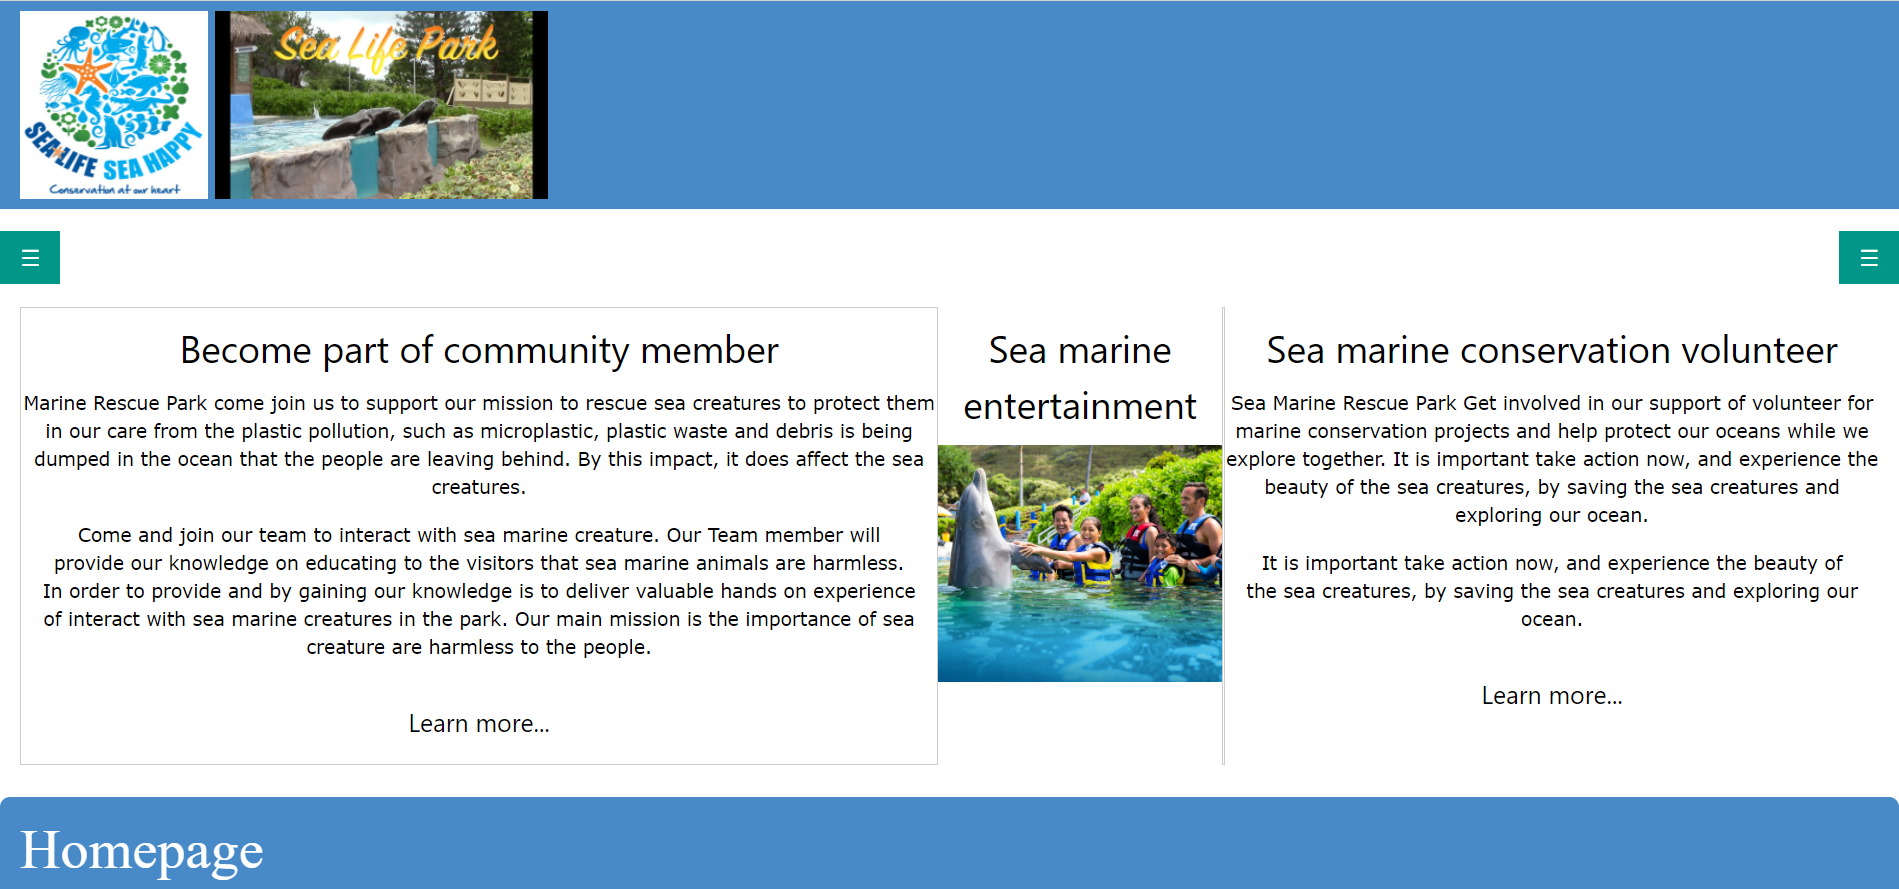 SEA LIFE SEA HAPPY
Conservation at our heart
Sea Life Park
☰
☰
Become part of community member
Marine Rescue Park come join us to support our mission to rescue sea creatures to protect them
in our care from the plastic pollution, such as microplastic, plastic waste and debris is being
dumped in the ocean that the people are leaving behind. By this impact, it does affect the sea
creatures.
Come and join our team to interact with sea marine creature. Our Team member will
provide our knowledge on educating to the visitors that sea marine animals are harmless.
In order to provide and by gaining our knowledge is to deliver valuable hands on experience
of interact with sea marine creatures in the park. Our main mission is the importance of sea
creature are harmless to the people.
Learn more...
Sea marine
entertainment
Sea marine conservation volunteer
Sea Marine Rescue Park Get involved in our support of volunteer for
marine conservation projects and help protect our oceans while we
explore together. It is important take action now, and experience the
beauty of the sea creatures, by saving the sea creatures and
exploring our ocean.
It is important take action now, and experience the beauty of
the sea creatures, by saving the sea creatures and exploring our
ocean.
Learn more...
Homepage